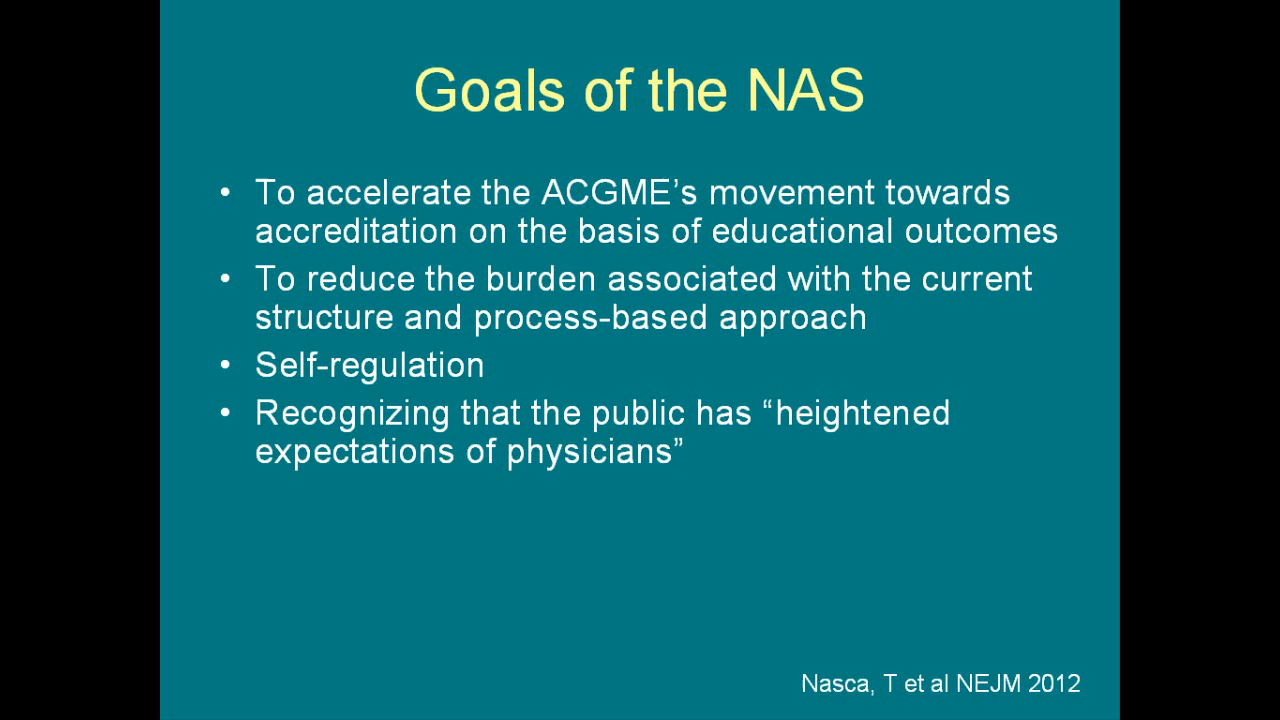 Goals of the NAS
• To accelerate the ACGME’s movement towards
accreditation on the basis of educational outcomes
• To reduce the burden associated with the current
structure and process-based approach
• Self-regulation
• Recognizing that the public has “heightened
expectations of physicians”
Nasca, T et al NEJM 2012